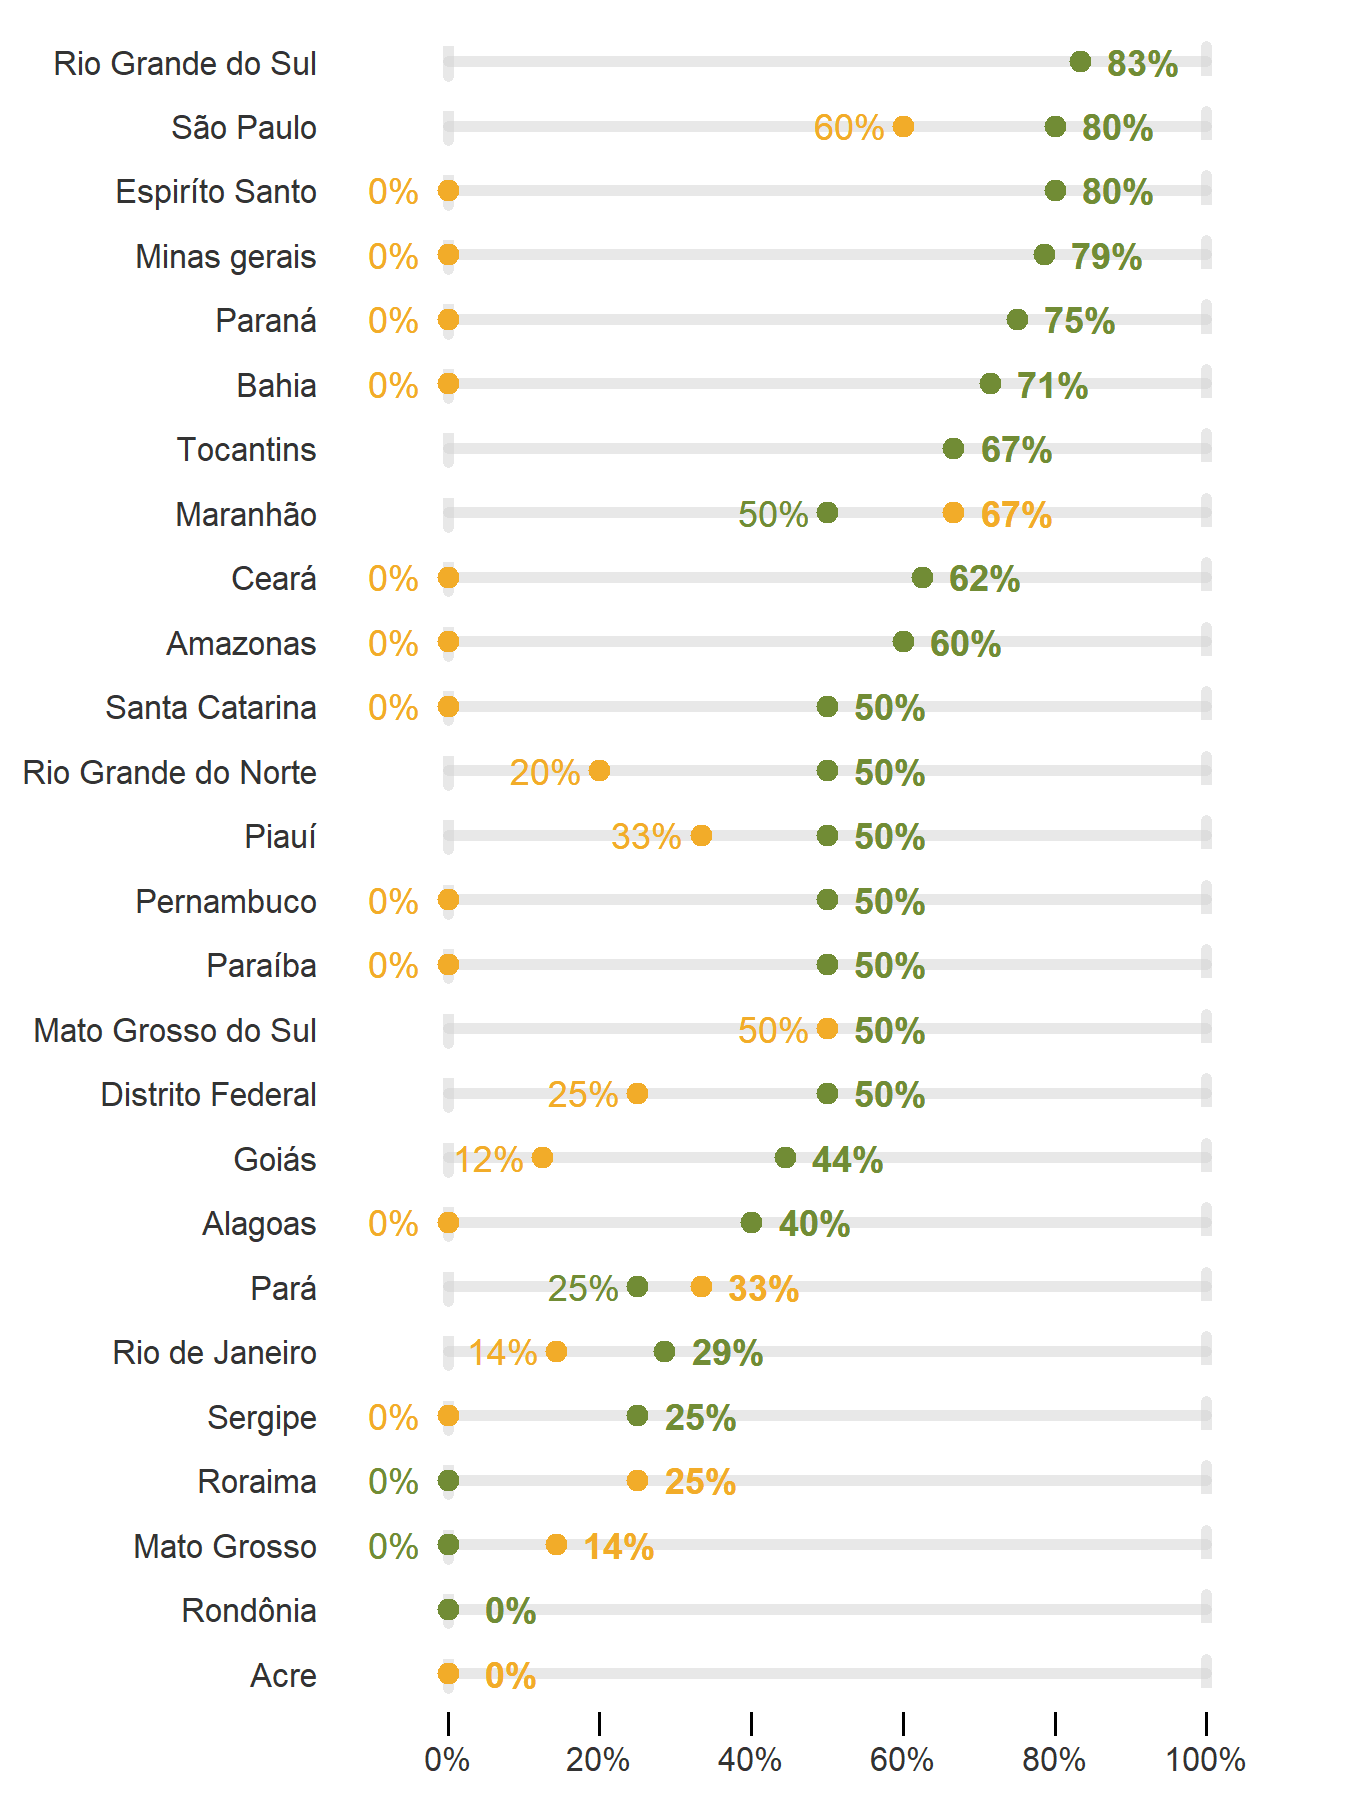 Rio Grande do Sul 83%
São Paulo 60% 80%
Espiríto Santo 0% 80%
Minas gerais 0% 79%
Paraná 0% 75%
Bahia 0% 71%
Tocantins 67%
Maranhão 50% 67%
Ceará 0% 62%
Amazonas 0% 60%
Santa Catarina 0% 50%
Rio Grande do Norte 20% 50%
Piauí 33% 50%
Pernambuco 0% 50%
Paraíba 0% 50%
Mato Grosso do Sul 50% 50%
Distrito Federal 25% 50%
Goiás 12% 44%
Alagoas 0% 40%
Pará 25% 33%
Rio de Janeiro 14% 29%
Sergipe 0% 25%
Roraima 0% 25%
Mato Grosso 0% 14%
Rondônia 0%
Acre 0%
0% 20% 40% 60% 80% 100%